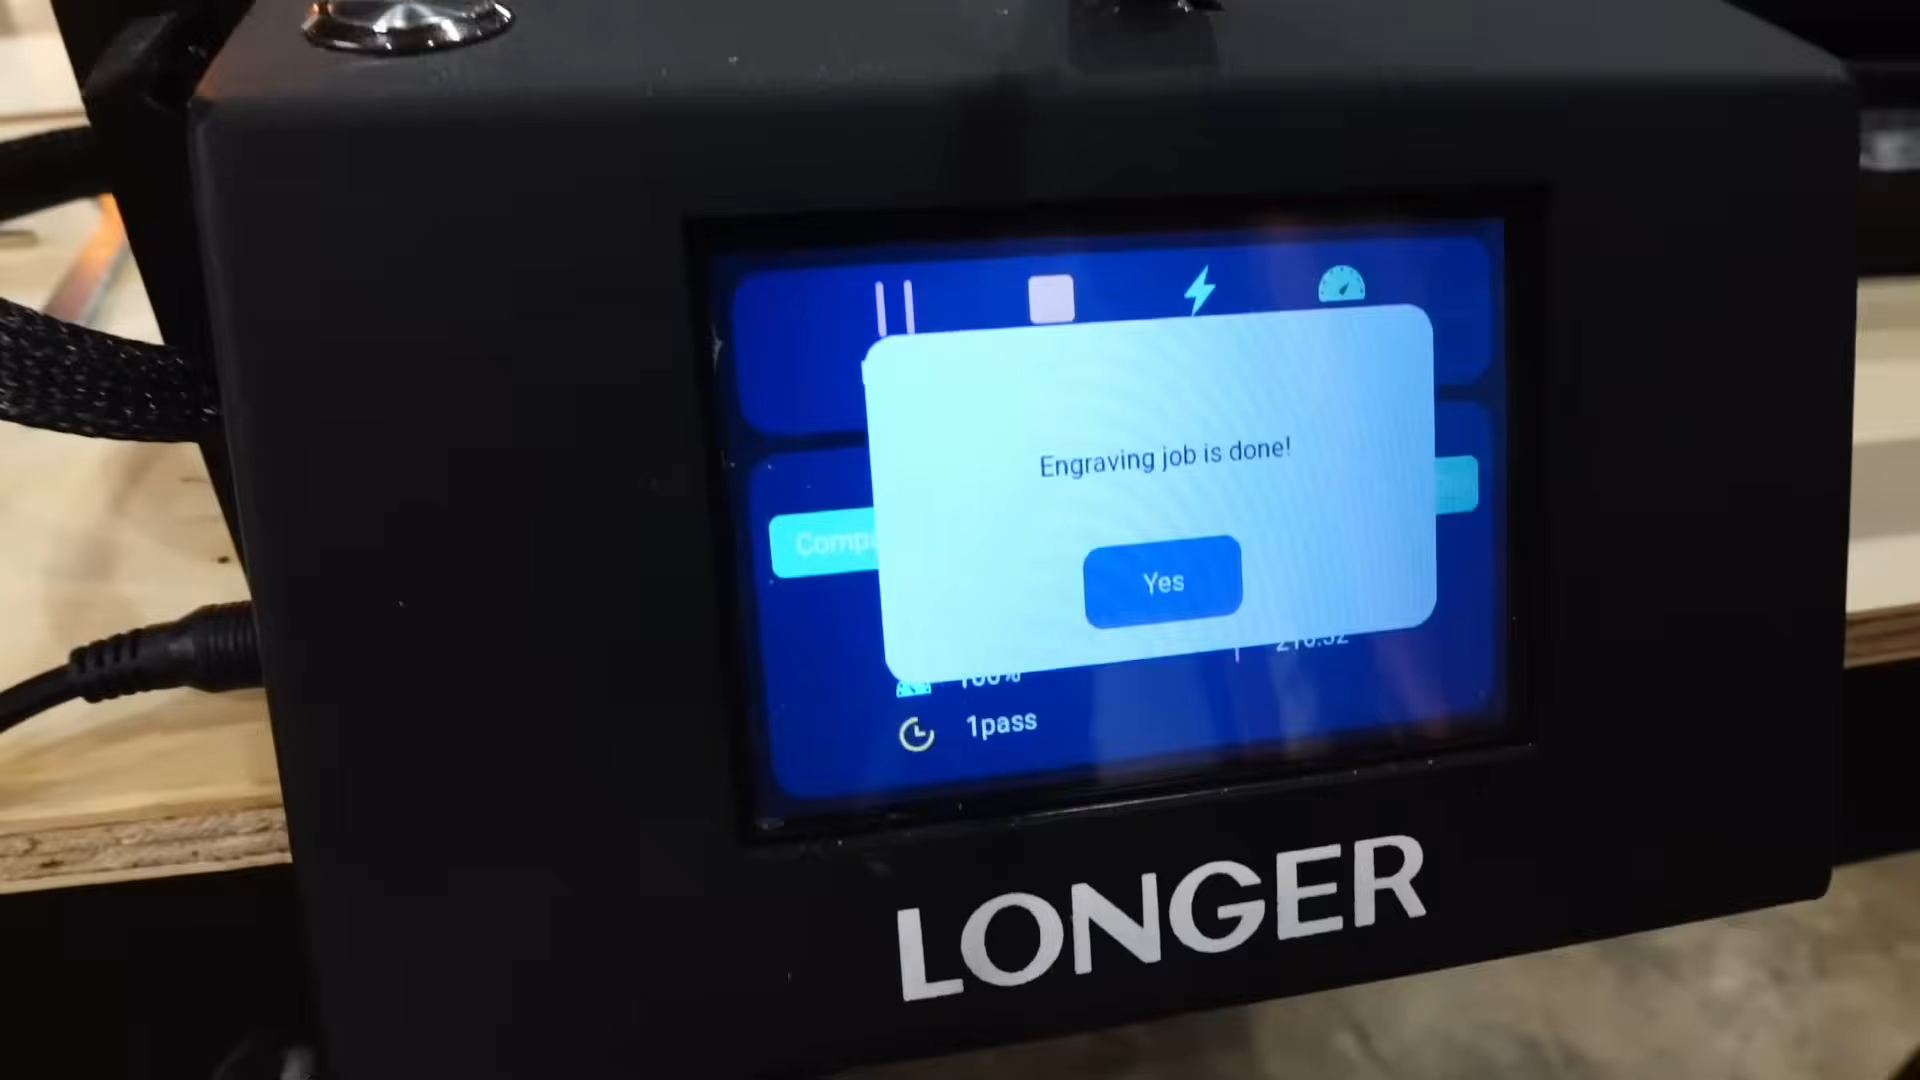 Engraving job is done!
Yes
1pass
LONGER